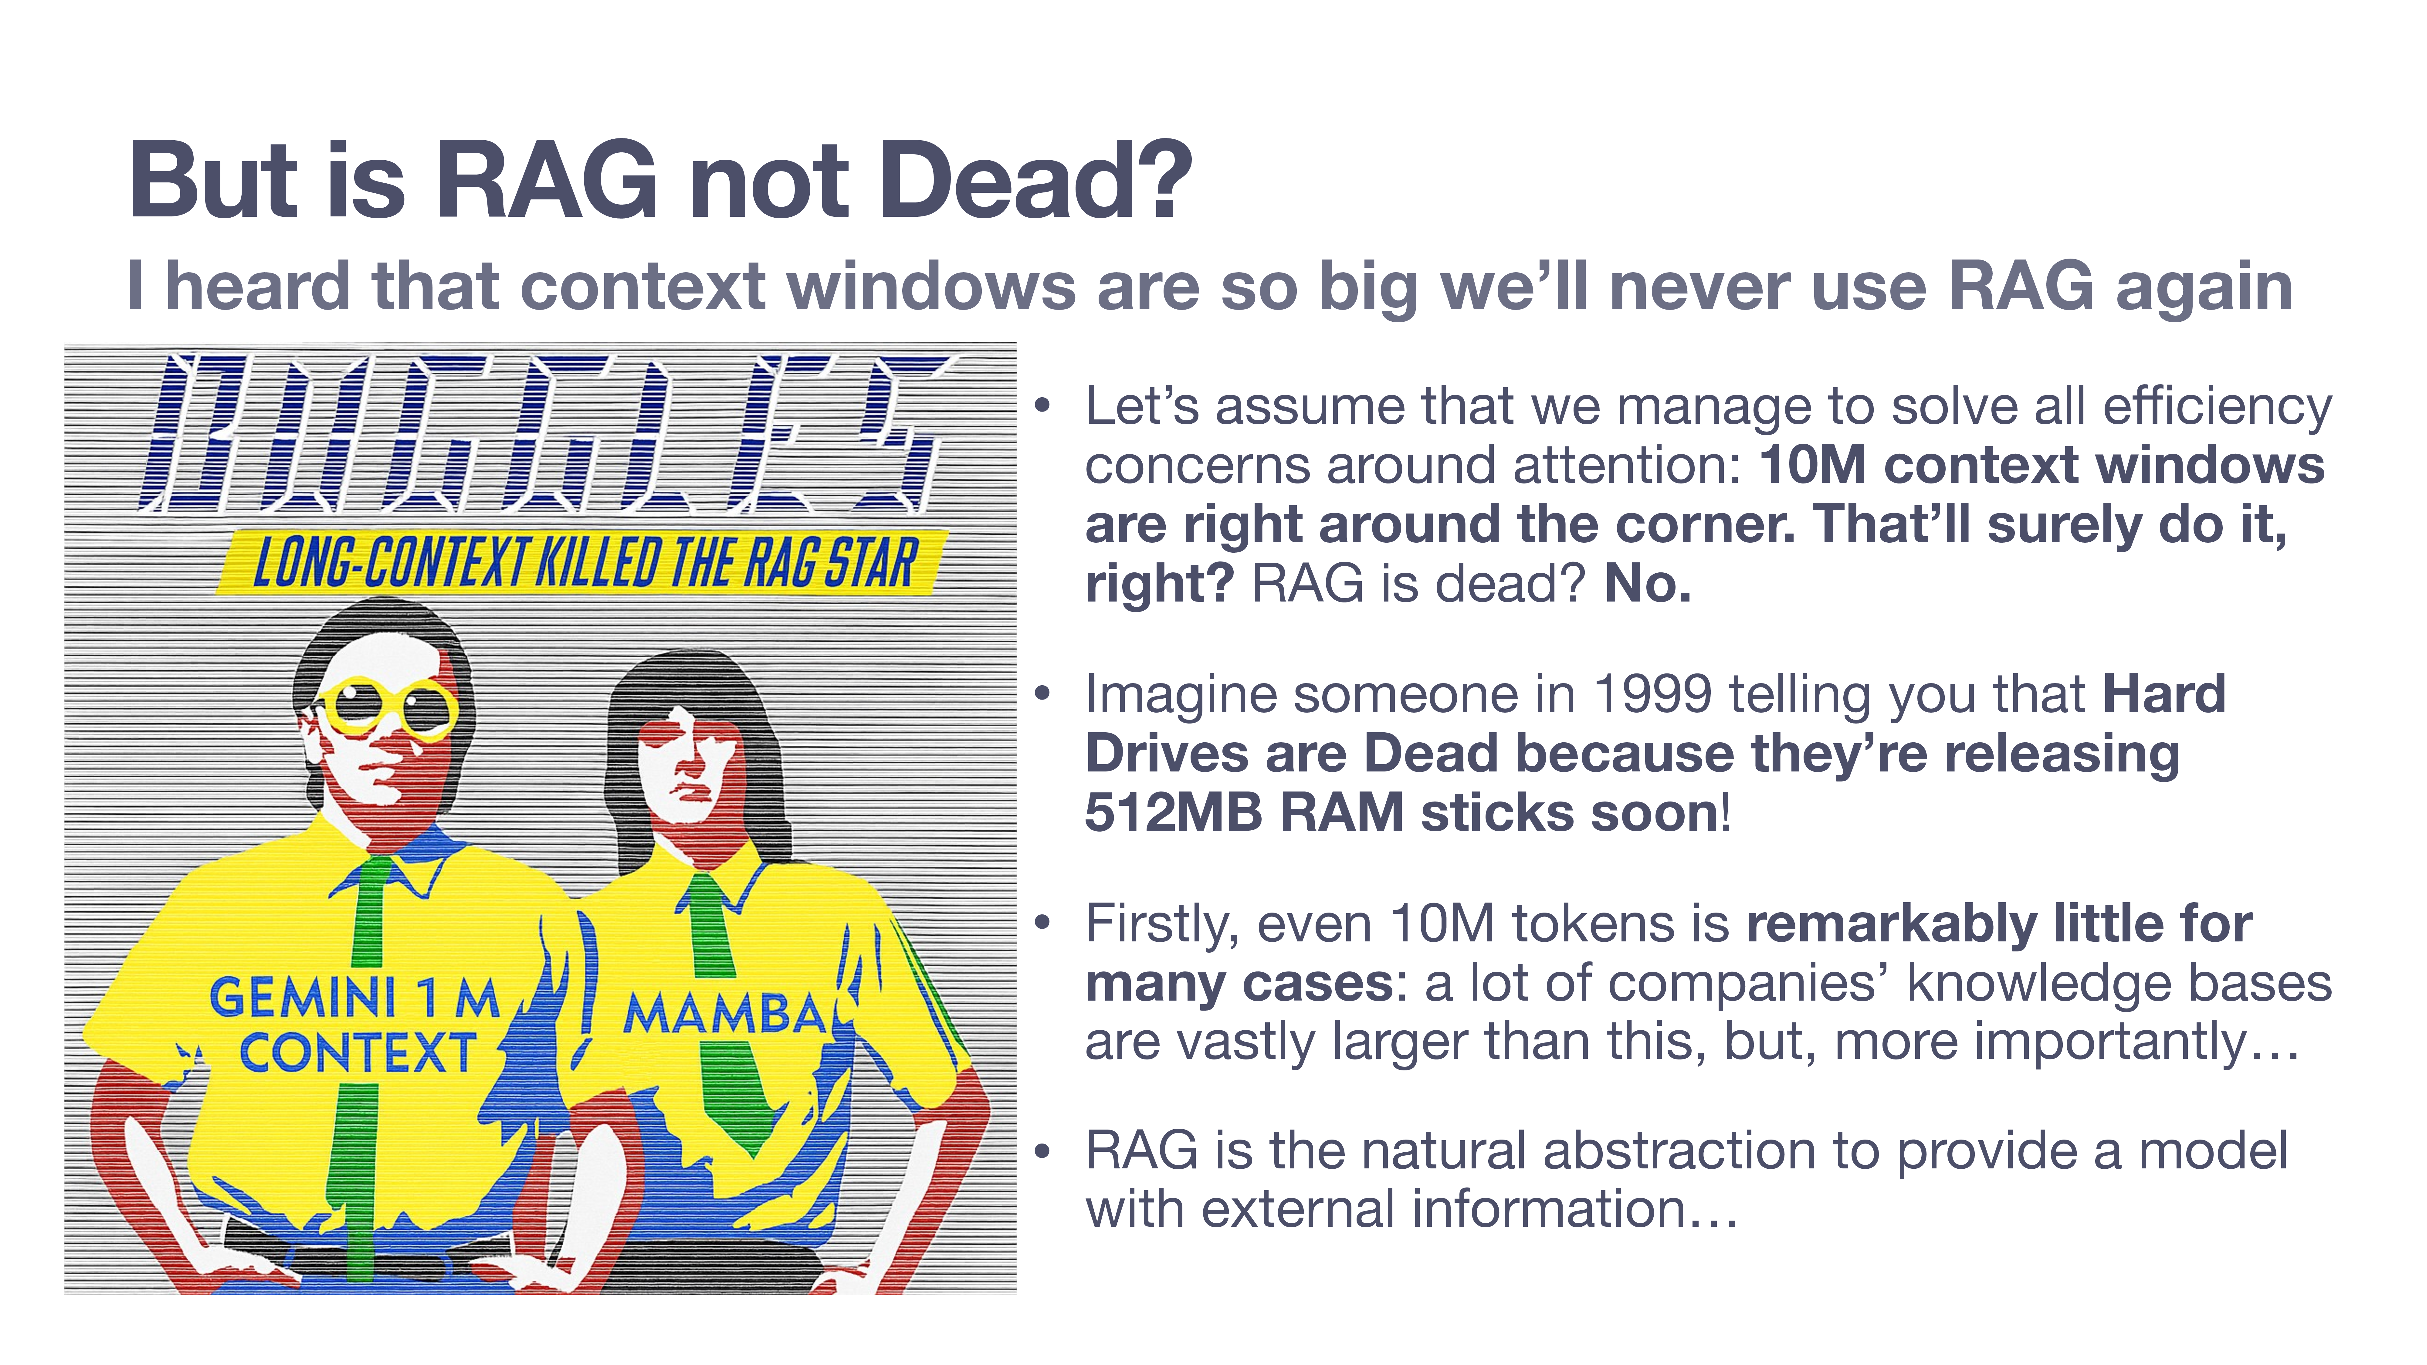 But is RAG not Dead?
I heard that context windows are so big we’ll never use RAG again
BUGGLES
LONG-CONTEXT KILLED THE RAG STAR
GEMINI 1 M
CONTEXT
MAMBA
• Let’s assume that we manage to solve all efficiency
concerns around attention: 10M context windows
are right around the corner. That’ll surely do it,
right? RAG is dead? No.
• Imagine someone in 1999 telling you that Hard
Drives are Dead because they’re releasing
512MB RAM sticks soon!
• Firstly, even 10M tokens is remarkably little for
many cases: a lot of companies’ knowledge bases
are vastly larger than this, but, more importantly…
• RAG is the natural abstraction to provide a model
with external information…